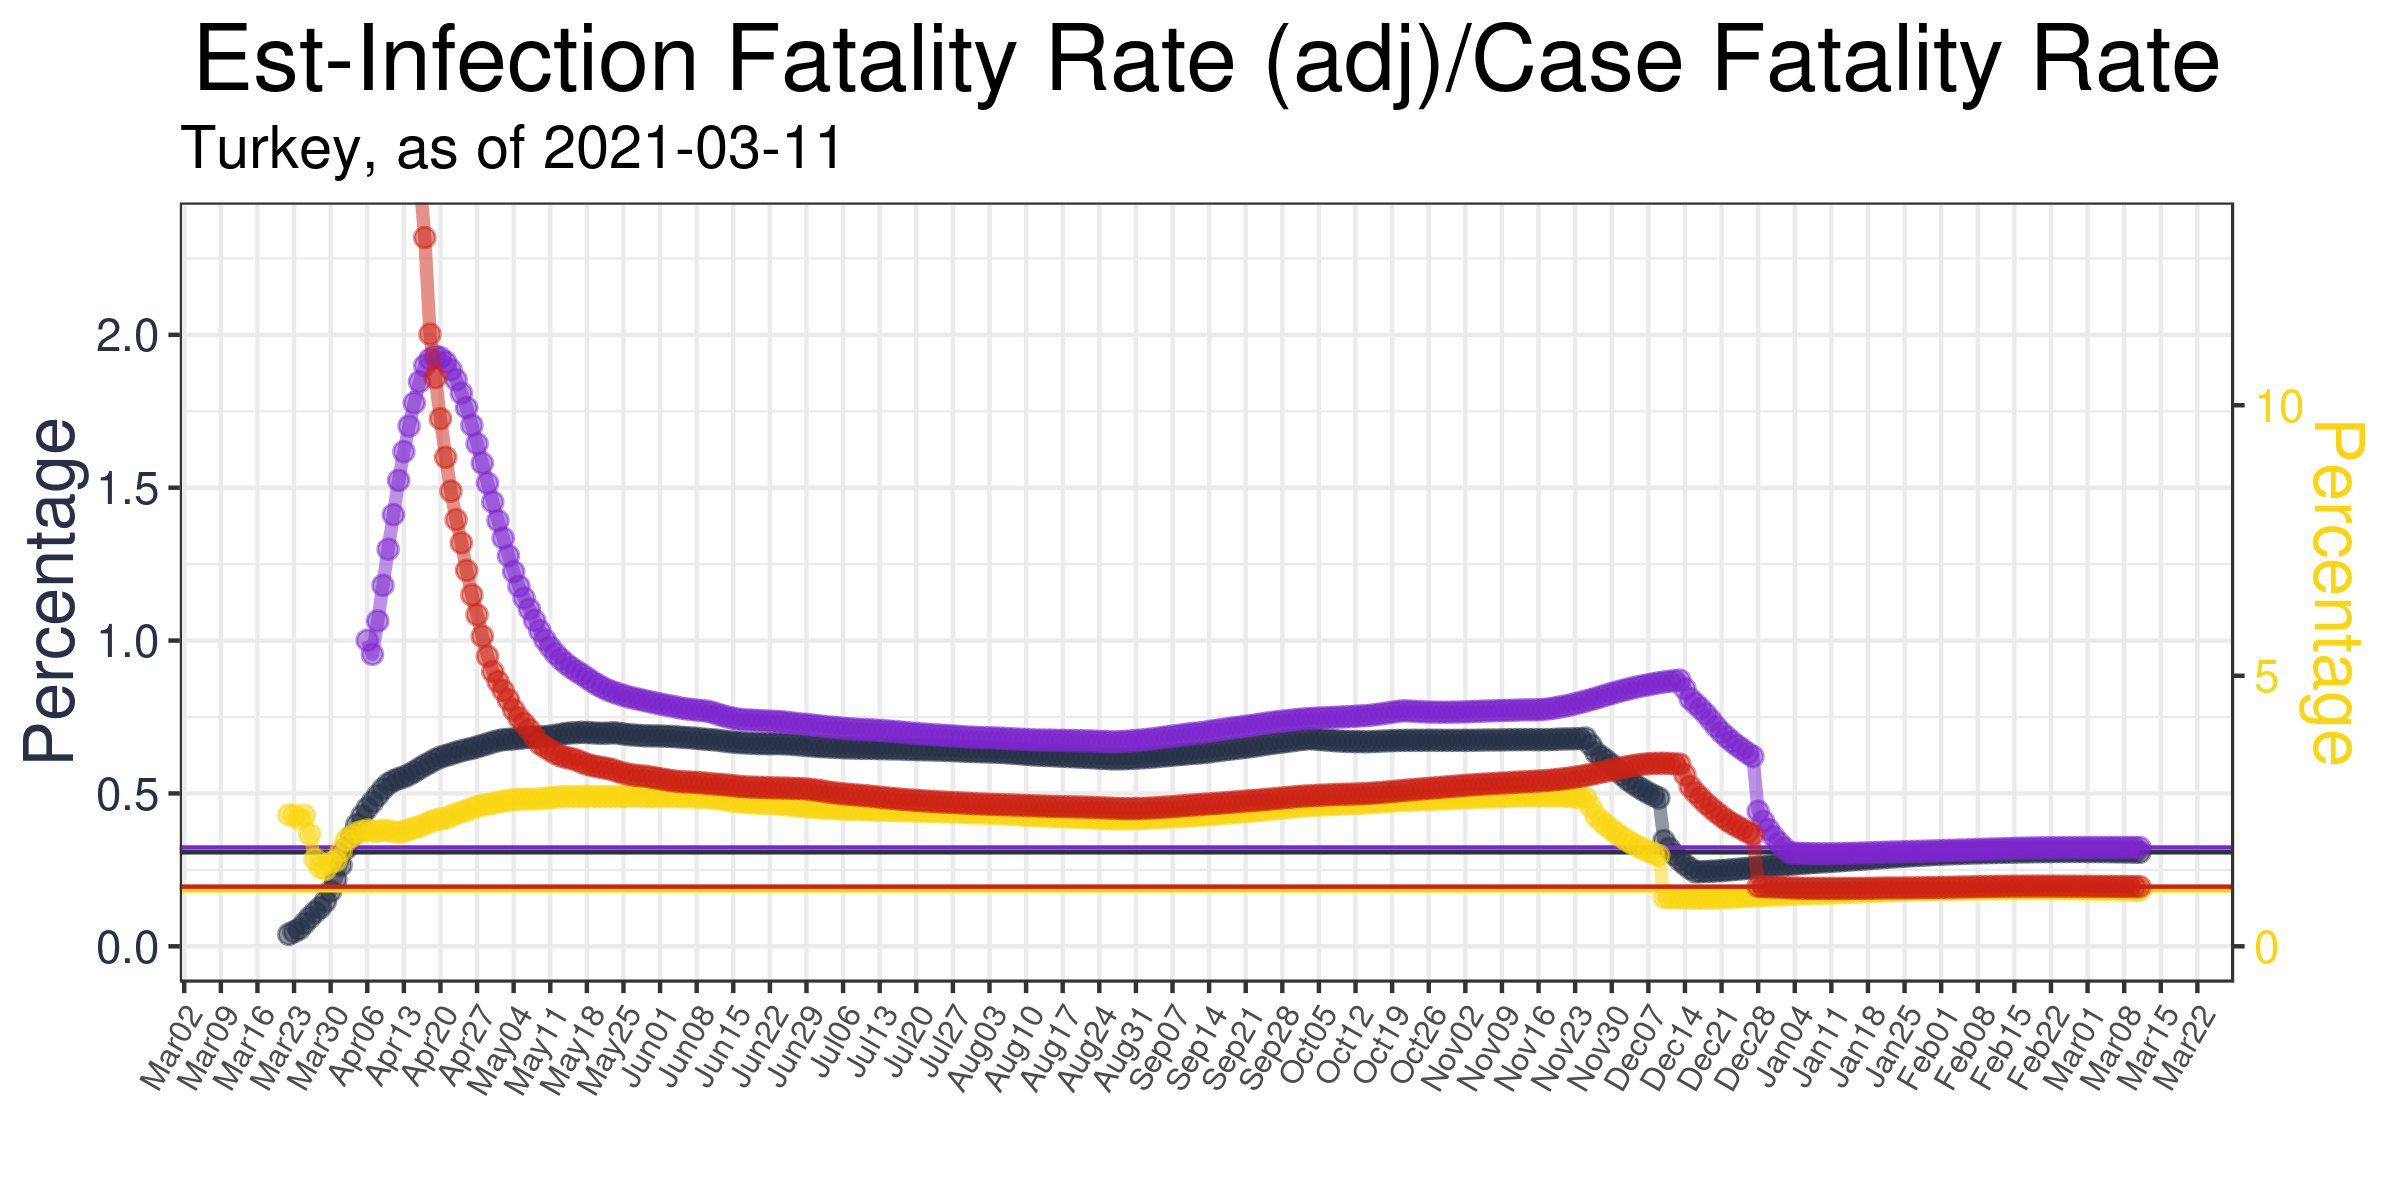 Est-Infection Fatality Rate (adj)/Case Fatality Rate
Turkey, as of 2021-03-11
Percentage
2.0
1.5
1.0
0.5
0.0
10
5
0
Percentage
Mar02 Mar09 Mar16 Mar23 Mar30 Apr06 Apr13 Apr20 Apr27 May04 May11 May18 May25 Jun01 Jun08 Jun15 Jun22 Jun29 Jul06 Jul13 Jul20 Jul27 Aug03 Aug10 Aug17 Aug24 Aug31 Sep07 Sep14 Sep21 Sep28 Oct05 Oct12 Oct19 Oct26 Nov02 Nov09 Nov16 Nov23 Nov30 Dec07 Dec14 Dec21 Dec28 Jan04 Jan11 Jan18 Jan25 Feb01 Feb08 Feb15 Feb22 Mar01 Mar08 Mar15 Mar22